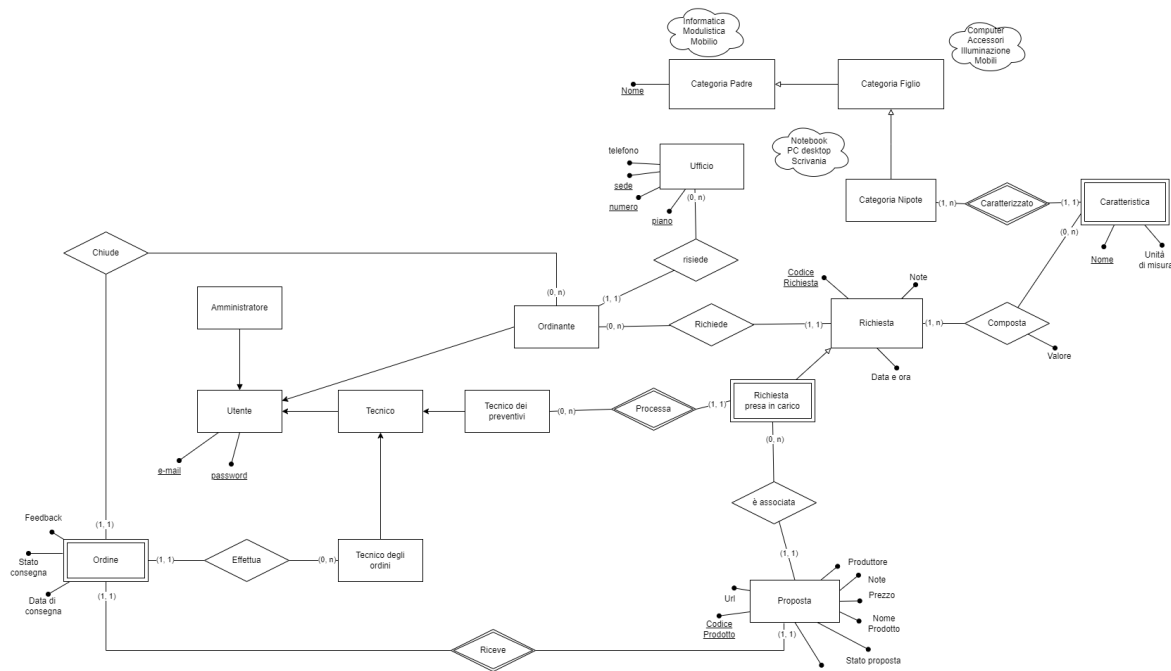 Informatica
Modulistica
Mobilio
Computer
Accessori
Illuminazione
Mobili
Nome
Categoria Padre
Categoria Figlio
Notebook
PC desktop
Scrivania
telefono
sede
numero
piano
Ufficio
(0, n)
Categoria Nipote
(1, n)
Caratterizzato
(1, 1)
Caratteristica
(0, n)
Nome
Unità
di misura
Chiude
risiede
(0, n)
(1, 1)
Codice
Richiesta
Note
Amministratore
Ordinante
(0, n)
Richiede
(1, 1)
Richiesta
(1, n)
Composta
Valore
Data e ora
Utente
Tecnico
Tecnico dei
preventivi
(0, n)
Processa
(1, 1)
Richiesta
presa in carico
(0, n)
e-mail
password
è associata
(1, 1)
Feedback
Stato
consegna
Data di
consegna
(1, 1)
Ordine
(1, 1)
Effettua
(0, n)
Tecnico degli
ordini
(1, 1)
Url
Codice
Prodotto
Proposta
Produttore
Note
Prezzo
Nome
Prodotto
Stato proposta
(1, 1)
Riceve